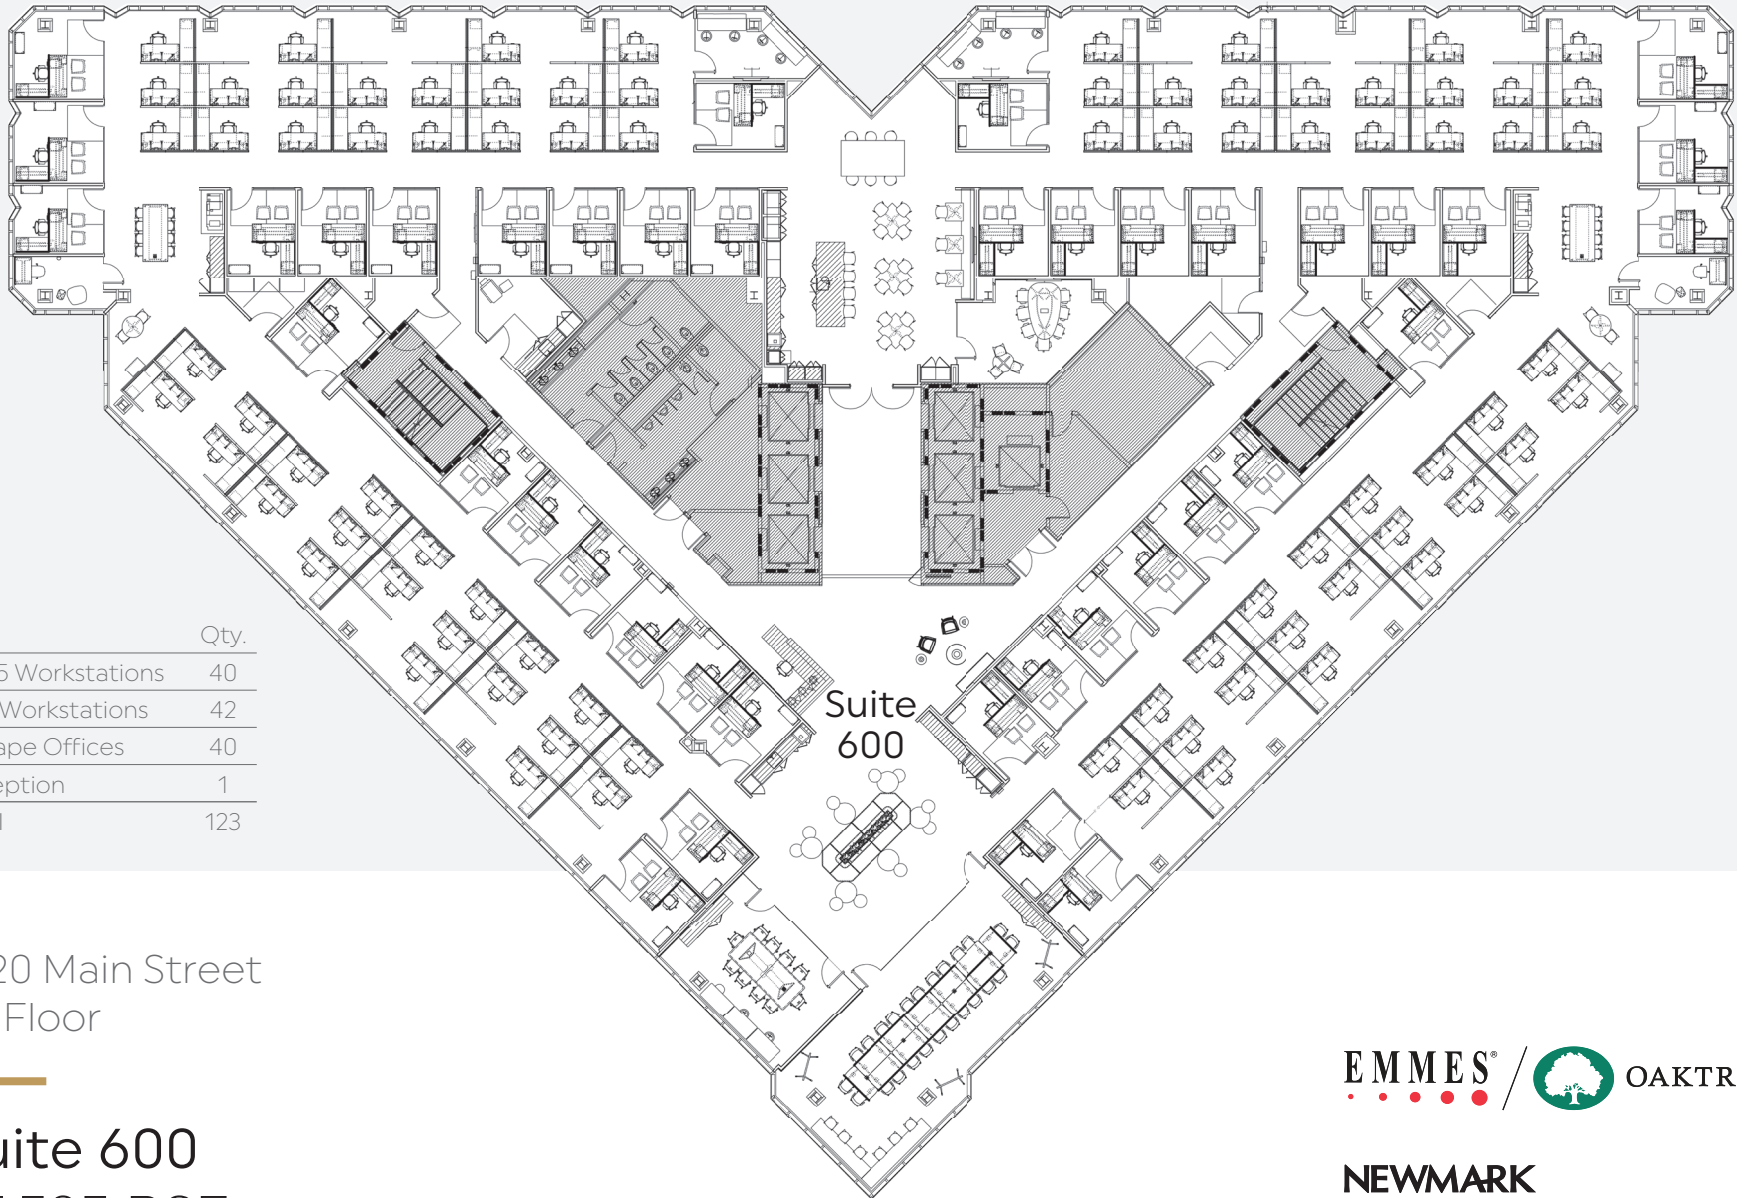 Qty.
5 Workstations 40
Workstations 42
ape Offices 40
eption 1
l 123
Suite
600
20 Main Street
Floor
uite 600
EMMES®
OAKTR
NEWMARK